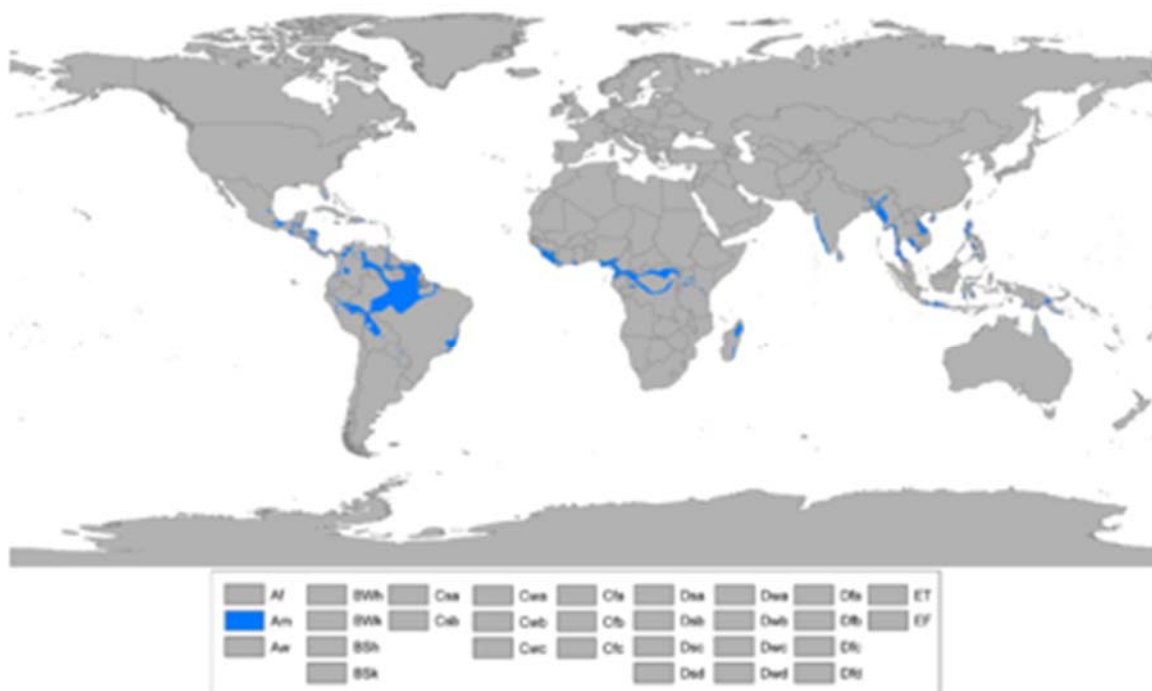 Af BWh Csa Cwa Cfa Dsa Dwa Dfa ET
Am BWk Csb Cwb Cfb Dsb Dwb Dfb EF
Aw BSh Cwc Cfc Dsc Dwc Dfc
BSk Dsd Dwd Dfd